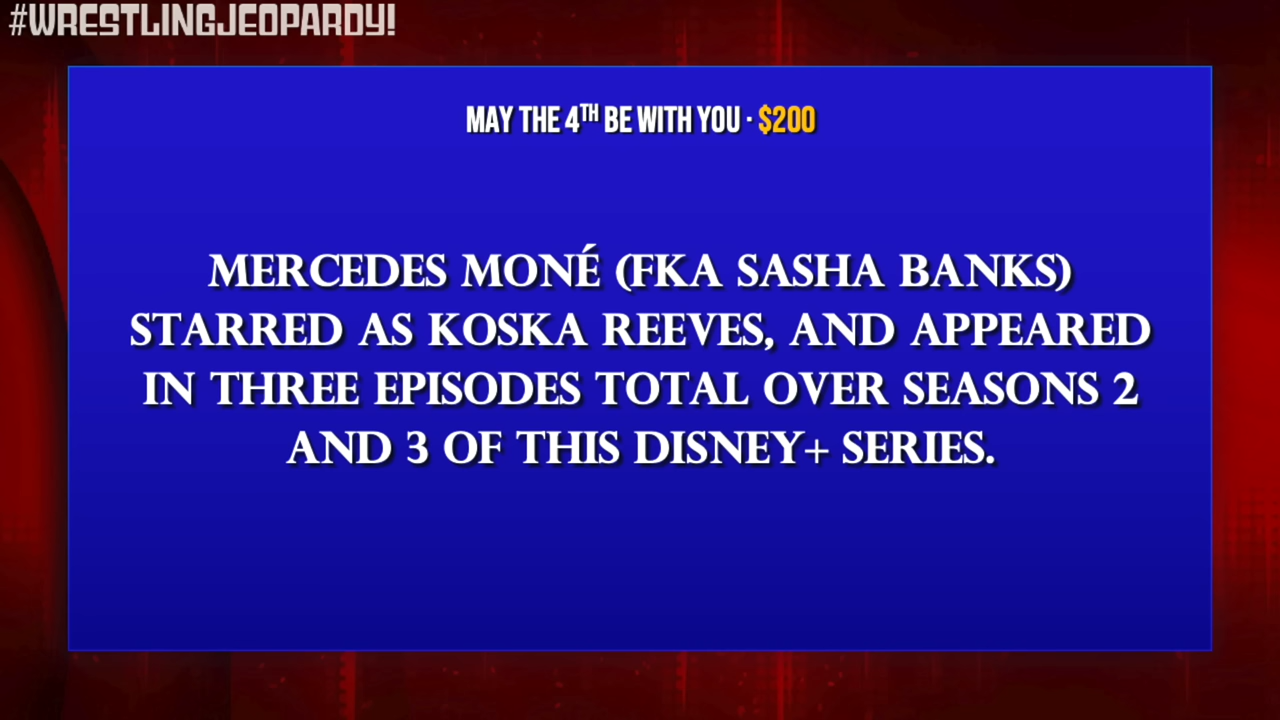 #WRESTLINGJEOPARDY!
MAY THE 4TH BE WITH YOU · $200
MERCEDES MONÉ (FKA SASHA BANKS)
STARRED AS KOSKA REEVES, AND APPEARED
IN THREE EPISODES TOTAL OVER SEASONS 2
AND 3 OF THIS DISNEY+ SERIES.